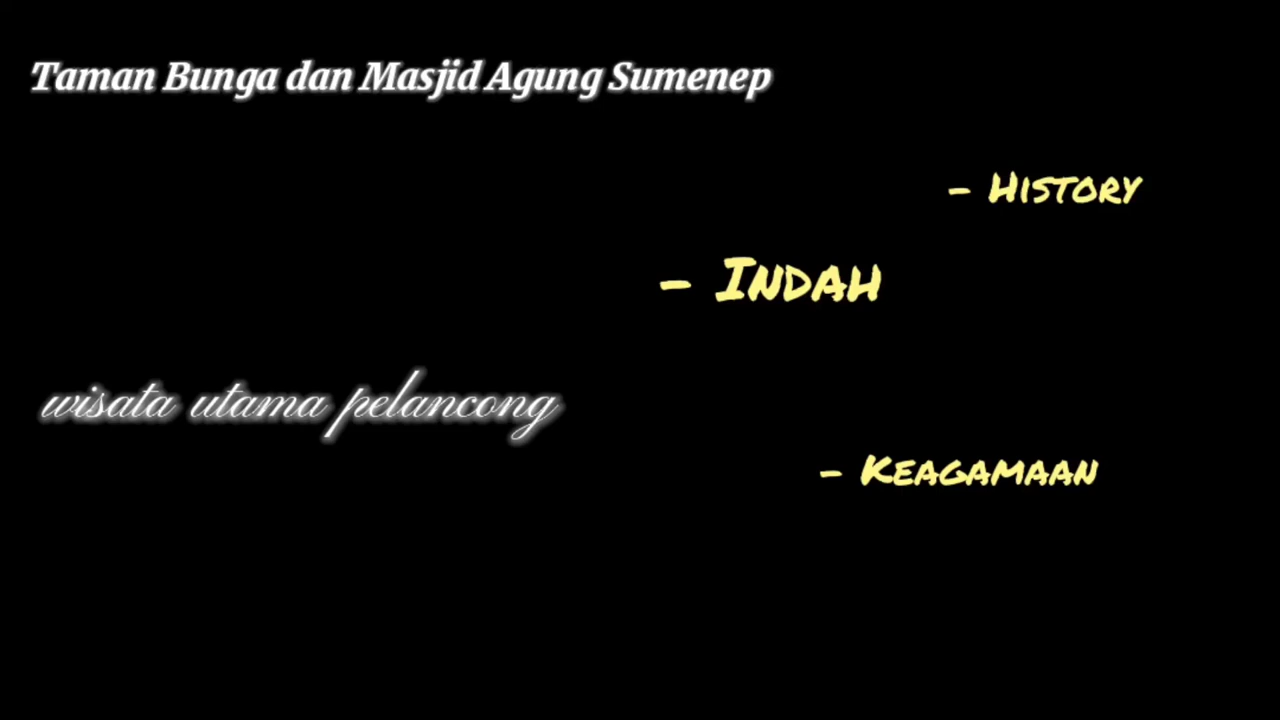 Taman Bunga dan Masjid Agung Sumenep
- History
- Indah
wisata utama pelancong
- Keagamaan